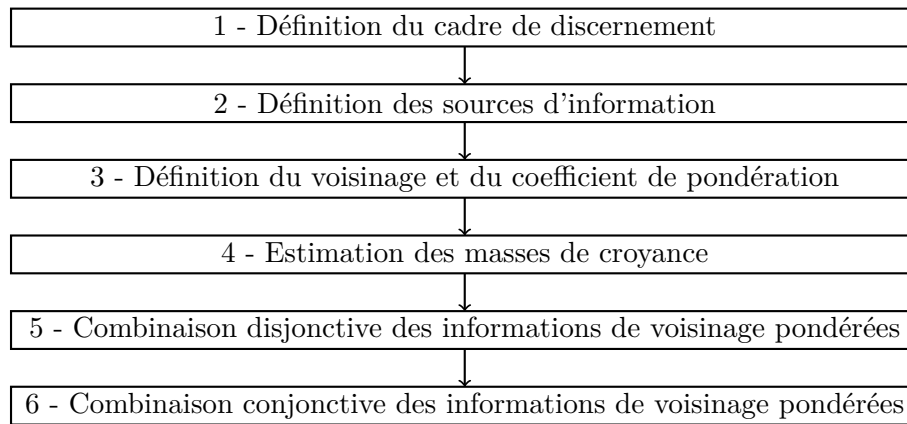 1 - Définition du cadre de discernement
2 - Définition des sources d'information
3 - Définition du voisinage et du coefficient de pondération
4 - Estimation des masses de croyance
5 - Combinaison disjonctive des informations de voisinage pondérées
6 - Combinaison conjonctive des informations de voisinage pondérées